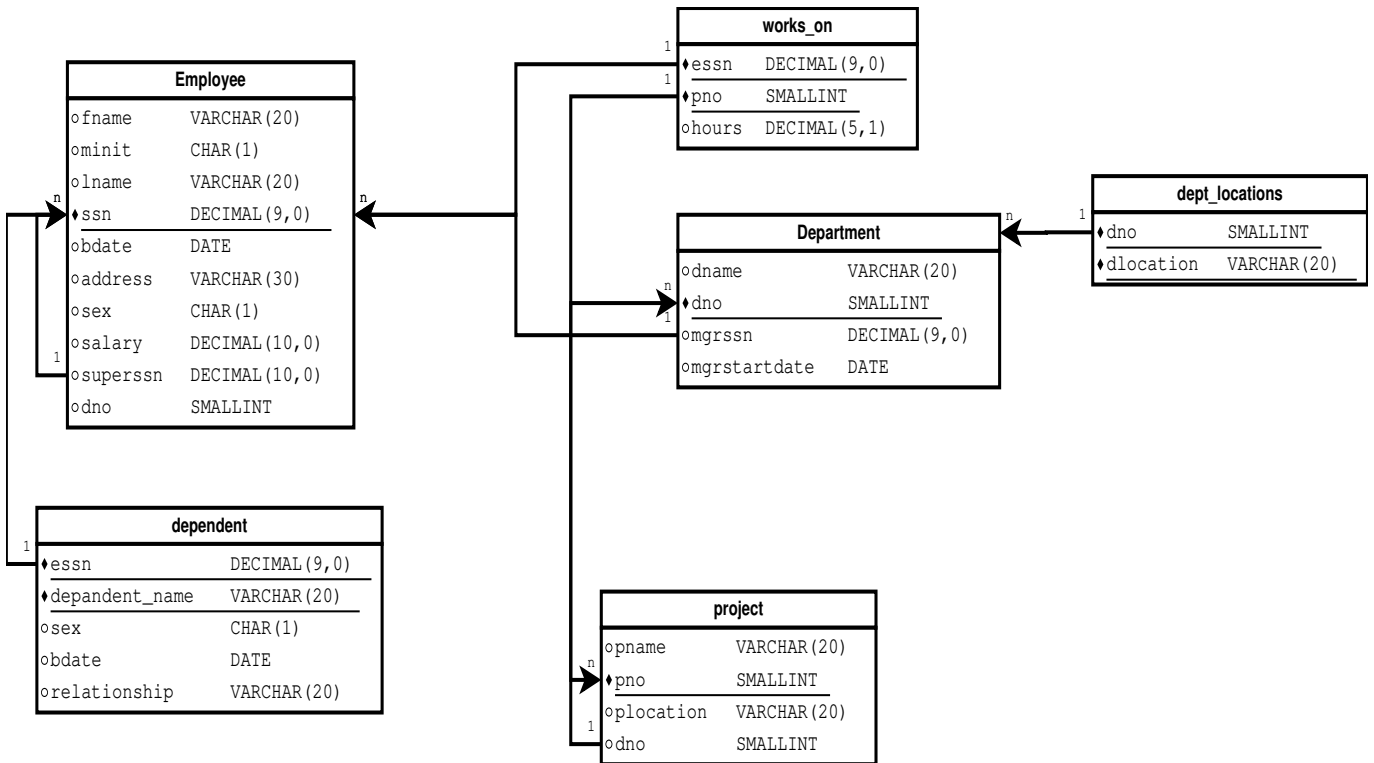 works_on
1
essn DECIMAL(9,0)
1
pno SMALLINT
hours DECIMAL(5,1)
Employee
fname VARCHAR(20)
minit CHAR(1)
lname VARCHAR(20)
n
n
ssn DECIMAL(9,0)
bdate DATE
address VARCHAR(30)
sex CHAR(1)
salary DECIMAL(10,0)
1
superssn DECIMAL(10,0)
dno SMALLINT
dept_locations
1
dno SMALLINT
dlocation VARCHAR(20)
n
Department
dname VARCHAR(20)
n
dno SMALLINT
1
mgrssn DECIMAL(9,0)
mgrstartdate DATE
dependent
1
essn DECIMAL(9,0)
depandent_name VARCHAR(20)
sex CHAR(1)
bdate DATE
relationship VARCHAR(20)
project
pname VARCHAR(20)
n
pno SMALLINT
plocation VARCHAR(20)
1
dno SMALLINT